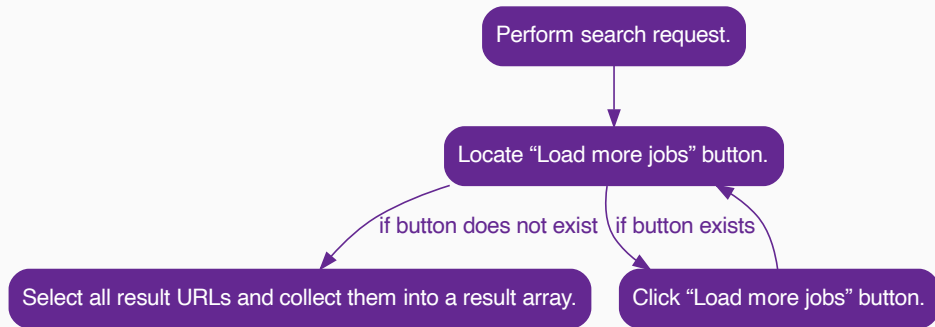 Perform search request.
Locate “Load more jobs” button.
if button does not exist
if button exists
Select all result URLs and collect them into a result array.
Click “Load more jobs” button.